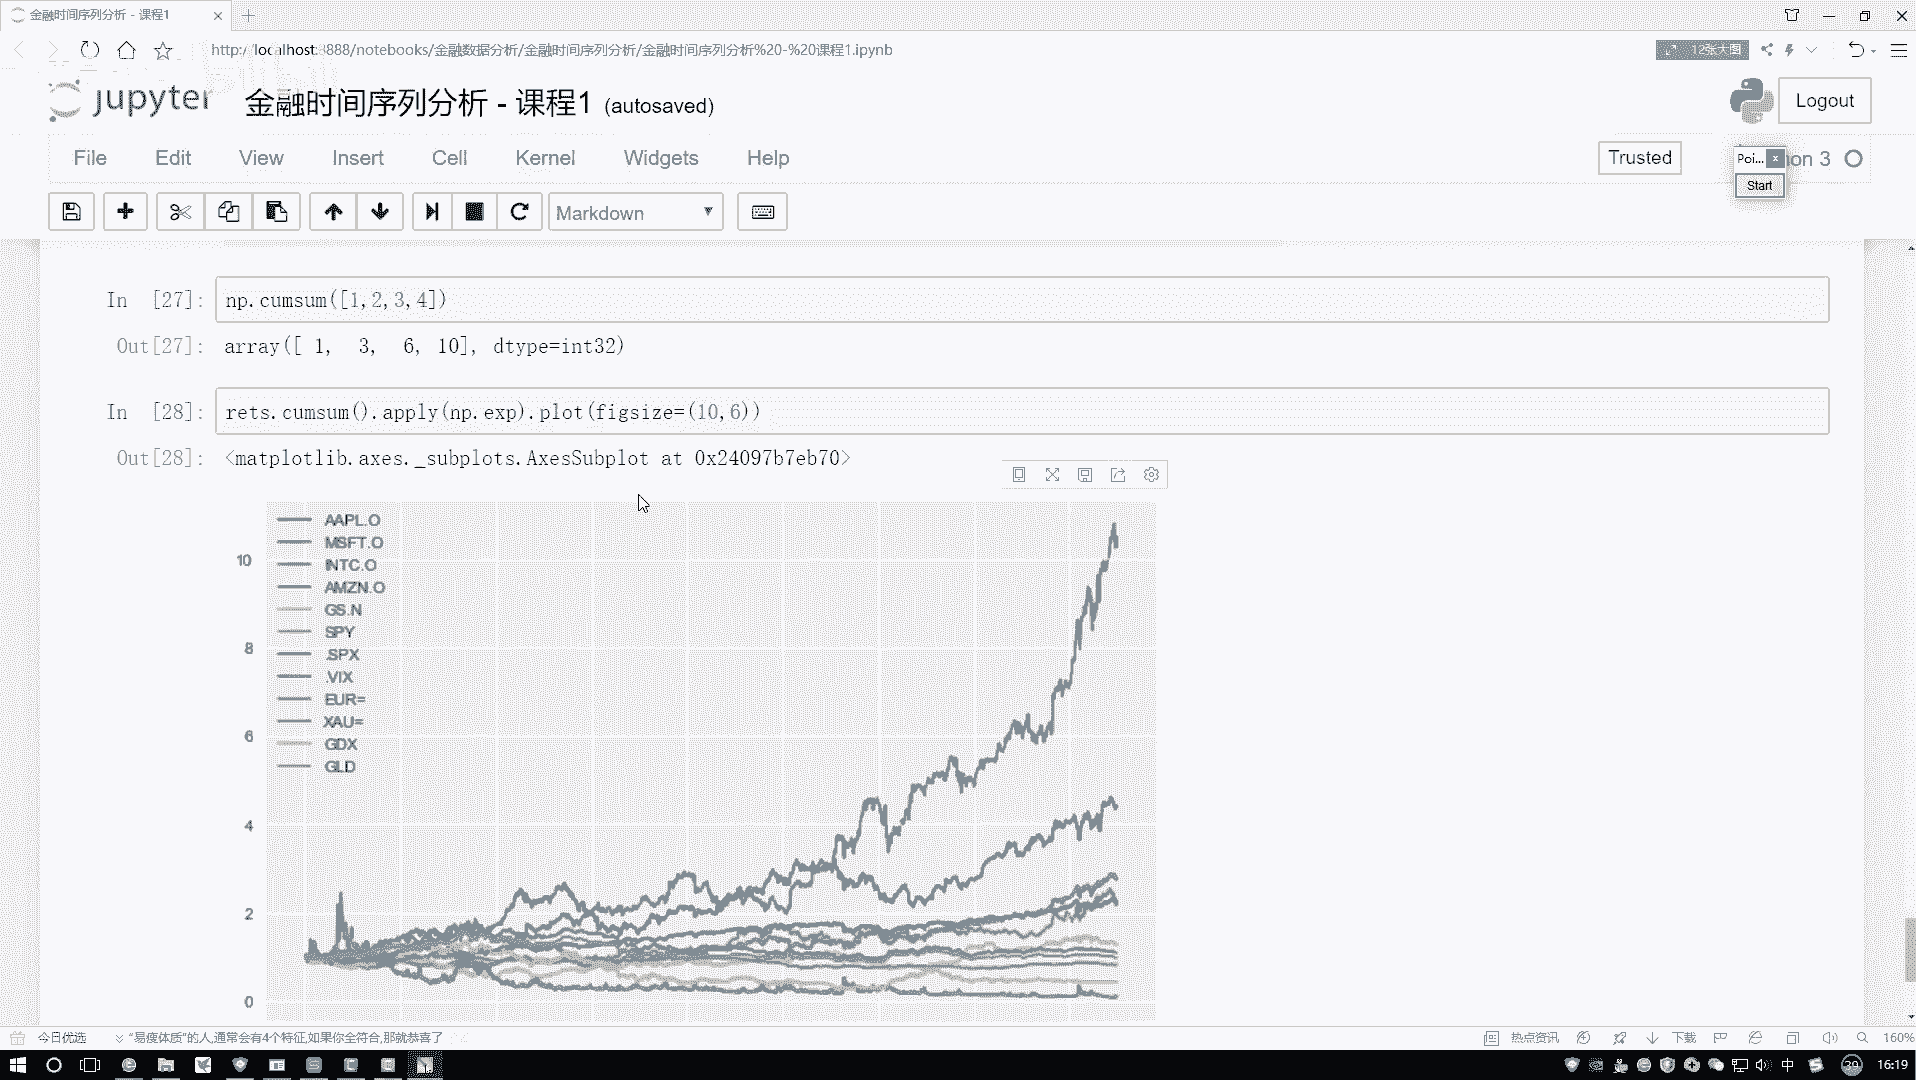 金融时间序列分析 - 课程1
http://localhost:8888/notebooks/金融数据分析/金融时间序列分析/金融时间序列分析%20-%20课程1.ipynb
12张大图
jupyter 金融时间序列分析 - 课程1 (autosaved)
Logout
File Edit View Insert Cell Kernel Widgets Help
Trusted
Poi...
on 3
Start
Markdown
In [27]: np.cumsum([1,2,3,4])
Out[27]: array([ 1, 3, 6, 10], dtype=int32)
In [28]: rets.cumsum().apply(np.exp).plot(figsize=(10,6))
Out[28]: <matplotlib.axes._subplots.AxesSubplot at 0x24097b7eb70>
AAPL.O
MSFT.O
INTC.O
AMZN.O
GS.N
SPY
.SPX
.VIX
EUR=
XAU=
GDX
GLD
10
8
6
4
2
0
今日优选
“易瘦体质”的人,通常会有4个特征,如果你全符合,那就恭喜了
热点资讯
下载
160%
中
39
16:19